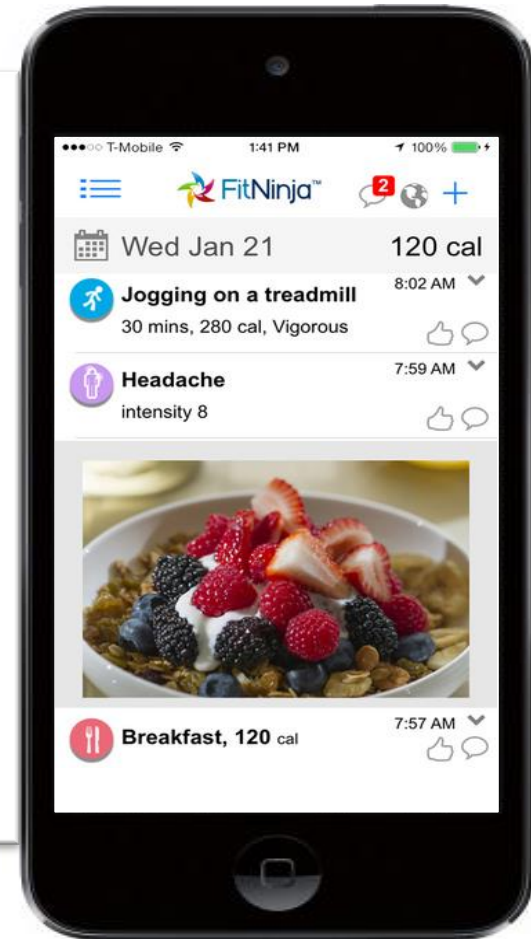 T-Mobile 1:41 PM 100%
FitNinja™ 2
Wed Jan 21 120 cal
Jogging on a treadmill 8:02 AM
30 mins, 280 cal, Vigorous
Headache 7:59 AM
intensity 8
Breakfast, 120 cal 7:57 AM